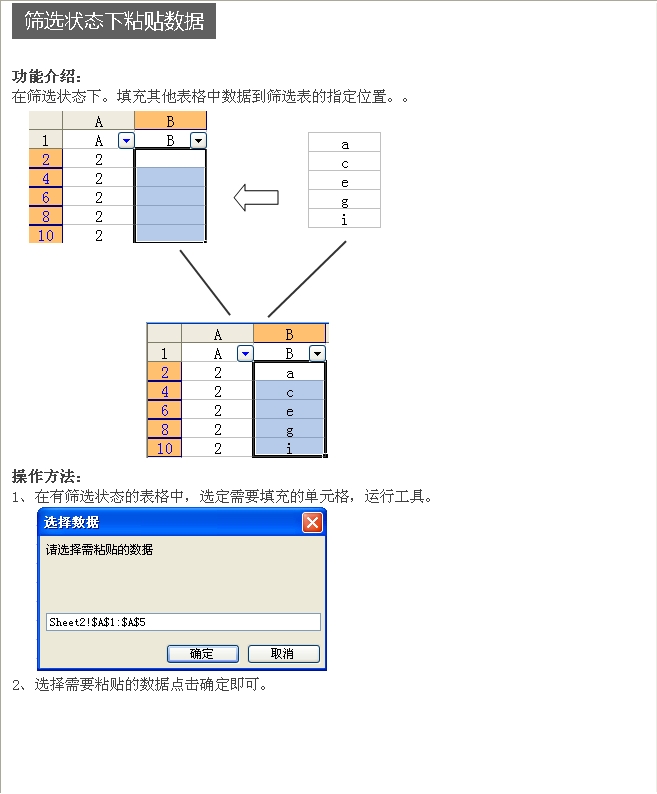 筛选状态下粘贴数据
功能介绍：
在筛选状态下。填充其他表格中数据到筛选表的指定位置。。
A B
1 A B
2 2
4 2
6 2
8 2
10 2
a
c
e
g
i
A B
1 A B
2 2 a
4 2 c
6 2 e
8 2 g
10 2 i
操作方法：
1、在有筛选状态的表格中，选定需要填充的单元格，运行工具。
选择数据
请选择需粘贴的数据
Sheet2!$A$1:$A$5
确定 取消
2、选择需要粘贴的数据点击确定即可。